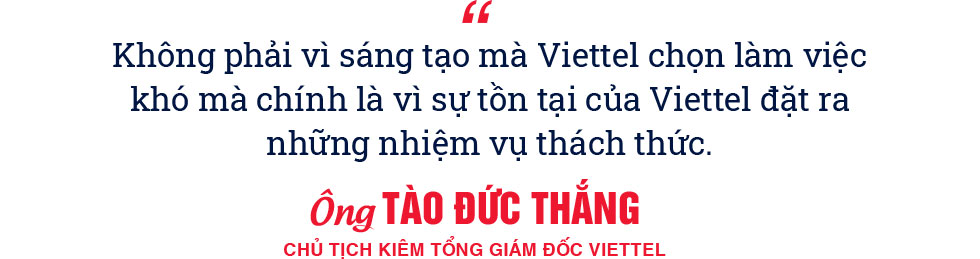 “
Không phải vì sáng tạo mà Viettel chọn làm việc
khó mà chính là vì sự tồn tại của Viettel đặt ra
những nhiệm vụ thách thức.
Ông TÀO ĐỨC THẮNG
CHỦ TỊCH KIÊM TỔNG GIÁM ĐỐC VIETTEL